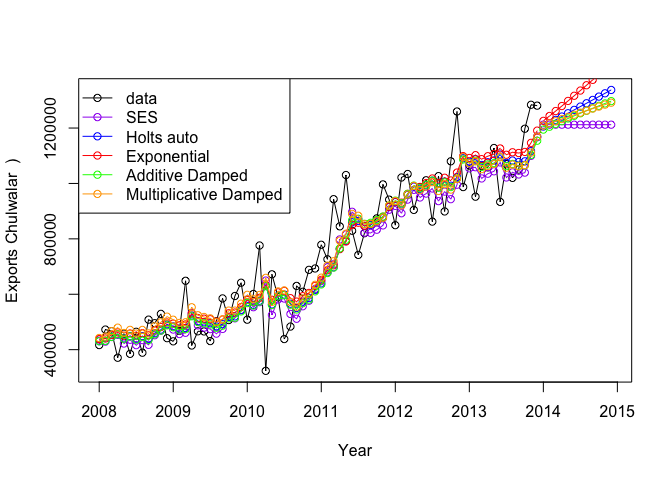 data
SES
Holts auto
Exponential
Additive Damped
Multiplicative Damped
Exports Chulwalar  )
400000
800000
1200000
2008 2009 2010 2011 2012 2013 2014 2015
Year